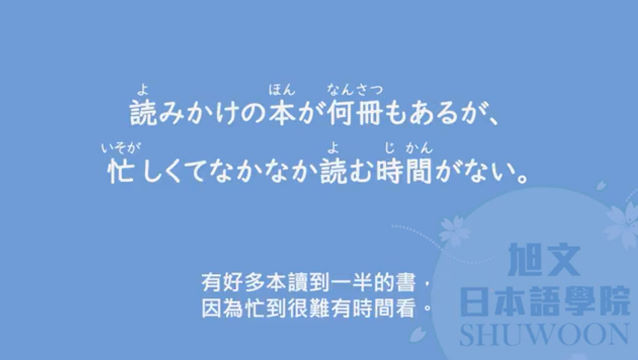 よ ほん なんさつ
読みかけの本が何冊もあるが、
いそが よ じ かん
忙しくてなかなか読む時間がない。
有好多本讀到一半的書，
因為忙到很難有時間看。
旭文
日本語學院
SHUWOON